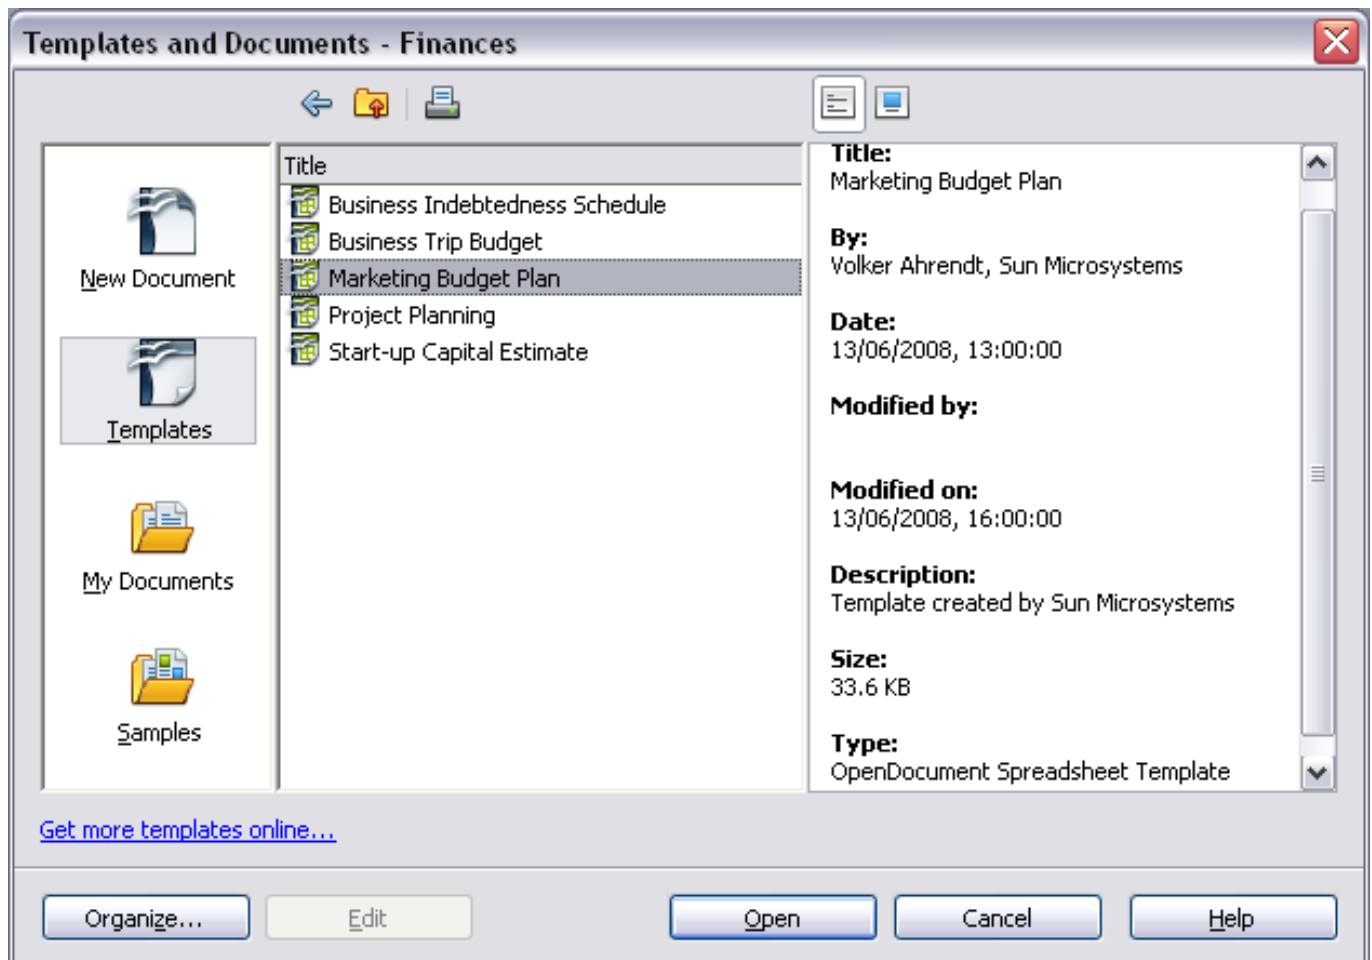 Templates and Documents - Finances
New Document
Templates
My Documents
Samples
Title
Business Indebtedness Schedule
Business Trip Budget
Marketing Budget Plan
Project Planning
Start-up Capital Estimate
Title:
Marketing Budget Plan
By:
Volker Ahrendt, Sun Microsystems
Date:
13/06/2008, 13:00:00
Modified by:
Modified on:
13/06/2008, 16:00:00
Description:
Template created by Sun Microsystems
Size:
33.6 KB
Type:
OpenDocument Spreadsheet Template
Get more templates online...
Organize...
Edit
Open
Cancel
Help